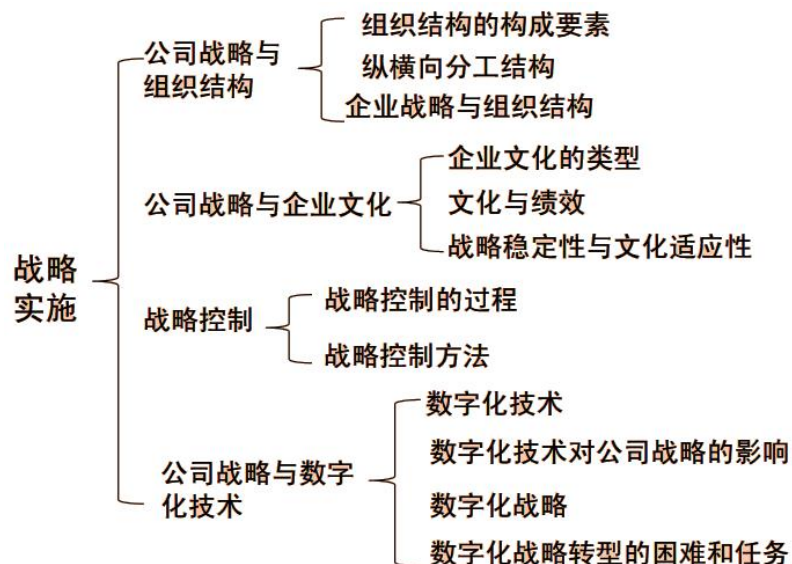 战略
实施
公司战略与
组织结构
组织结构的构成要素
纵横向分工结构
企业战略与组织结构
公司战略与企业文化
企业文化的类型
文化与绩效
战略稳定性与文化适应性
战略控制
战略控制的过程
战略控制方法
公司战略与数字
化技术
数字化技术
数字化技术对公司战略的影响
数字化战略
数字化战略转型的困难和任务